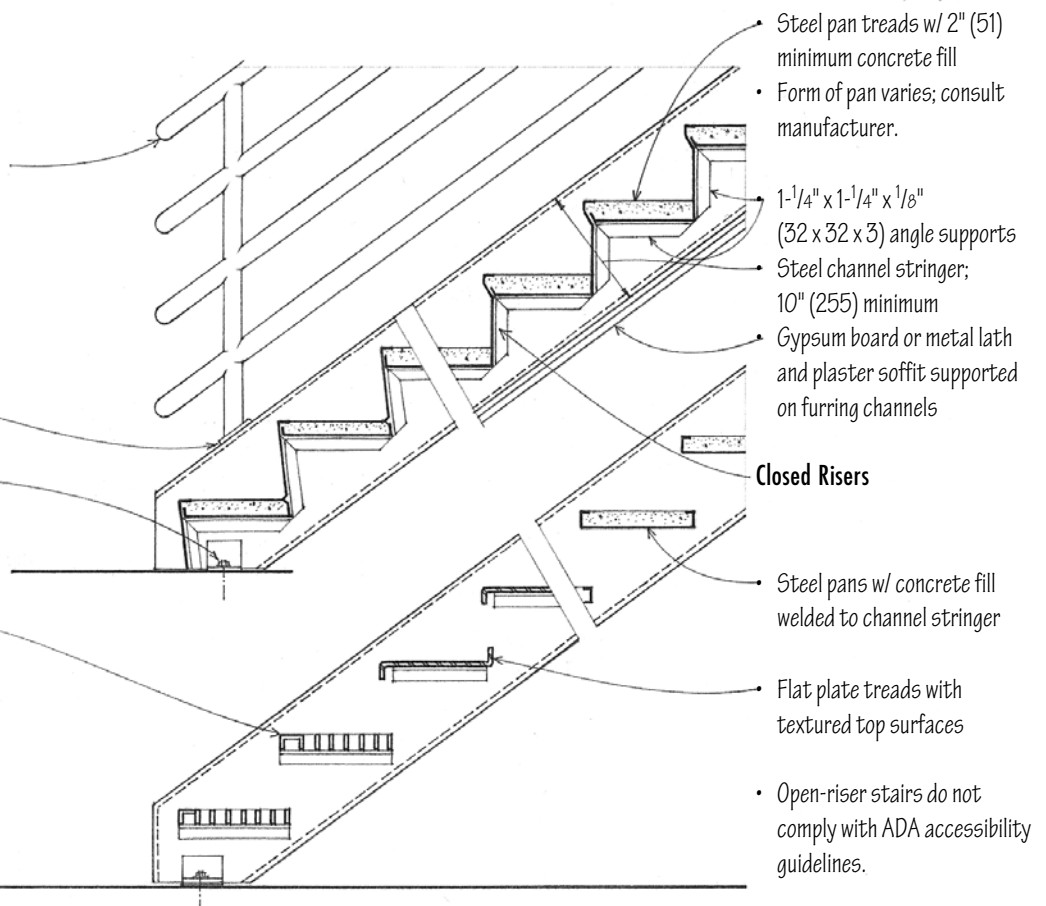 • Steel pan treads w/ 2" (51)
minimum concrete fill
• Form of pan varies; consult
manufacturer.
• 1-1/4" x 1-1/4" x 1/8"
(32 x 32 x 3) angle supports
• Steel channel stringer;
10" (255) minimum
• Gypsum board or metal lath
and plaster soffit supported
on furring channels
Closed Risers
• Steel pans w/ concrete fill
welded to channel stringer
• Flat plate treads with
textured top surfaces
• Open-riser stairs do not
comply with ADA accessibility
guidelines.